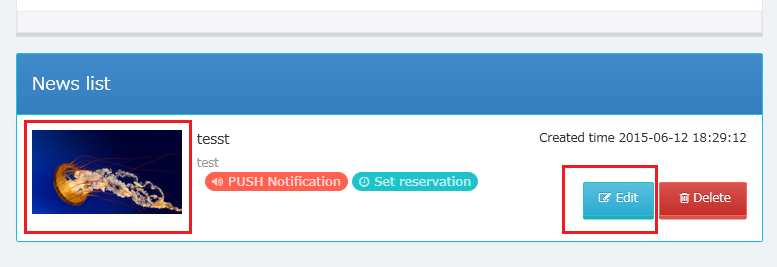 News list
tesst
Created time 2015-06-12 18:29:12
test
PUSH Notification Set reservation
Edit Delete